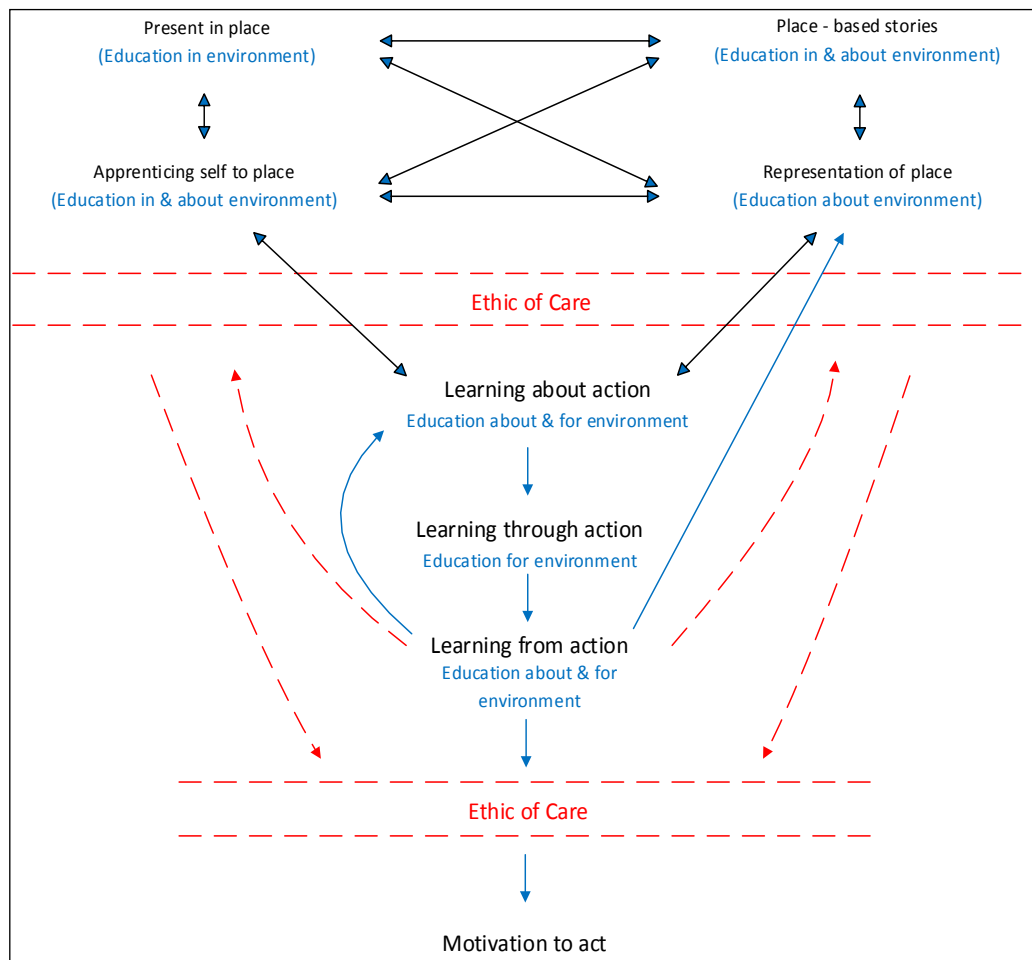 Present in place
(Education in environment)
Place - based stories
(Education in & about environment)
Apprenticing self to place
(Education in & about environment)
Representation of place
(Education about environment)
Ethic of Care
Learning about action
Education about & for environment
Learning through action
Education for environment
Learning from action
Education about & for
environment
Ethic of Care
Motivation to act